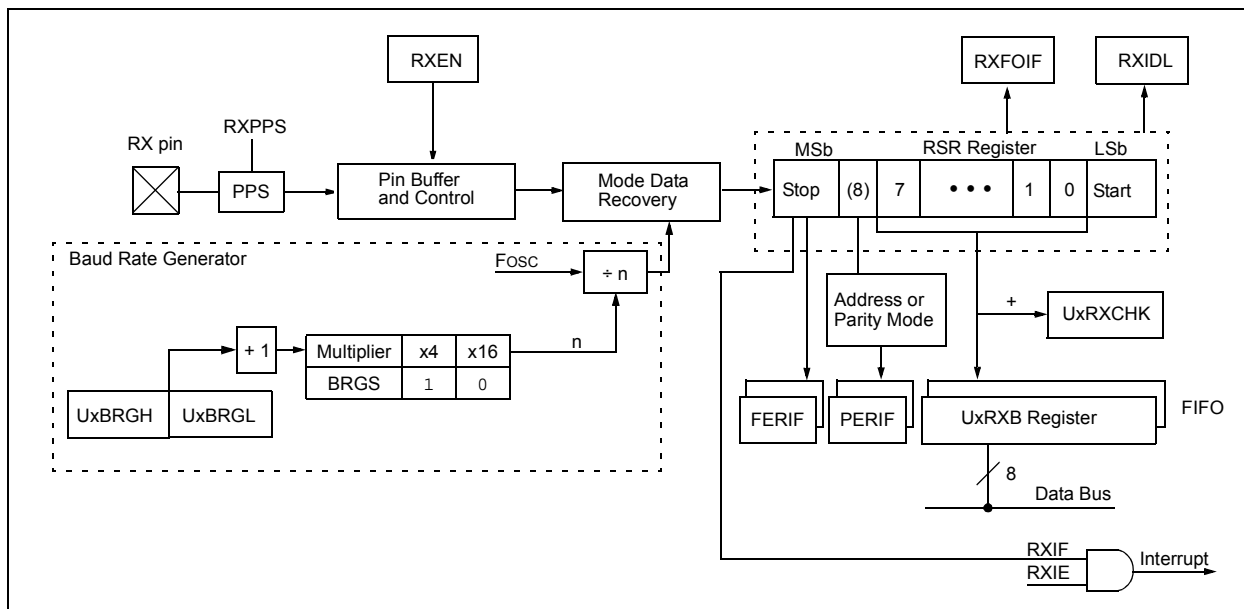 RXEN
RXFOIF
RXIDL
RXPPS
RX pin
MSb RSR Register LSb
PPS
Pin Buffer
and Control
Mode Data
Recovery
Stop (8) 7 • • • 1 0 Start
Baud Rate Generator
FOSC
÷ n
Address or
Parity Mode
+
UxRXCHK
+ 1
n
Multiplier x4 x16
BRGS 1 0
UxBRGH UxBRGL
FERIF
PERIF
UxRXB Register
FIFO
8
Data Bus
RXIF
RXIE
Interrupt